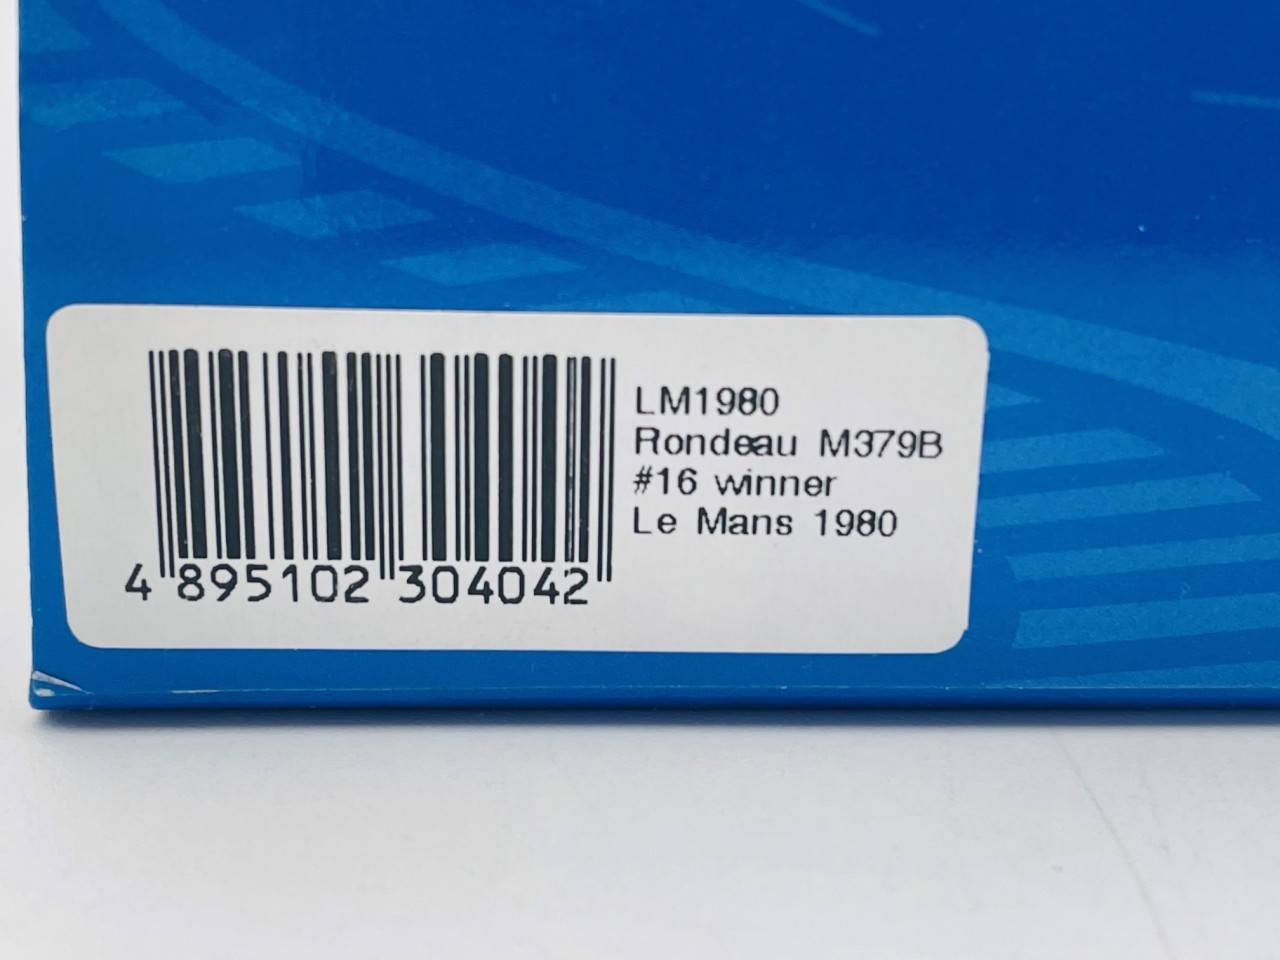 LM1980
Rondeau M379B
#16 winner
Le Mans 1980
4 895102 304042